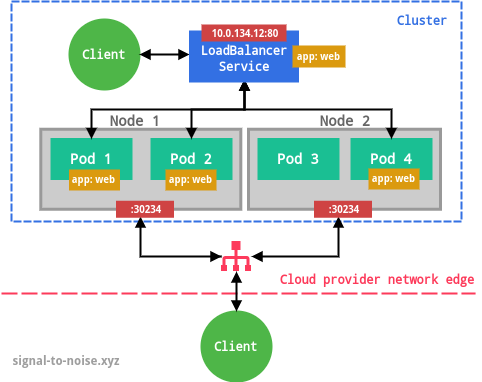 Cluster
10.0.134.12:80
Client
LoadBalancer
Service
app: web
Node 1
Node 2
Pod 1
Pod 2
Pod 3
Pod 4
app: web
app: web
app: web
:30234
:30234
Cloud provider network edge
Client
signal-to-noise.xyz